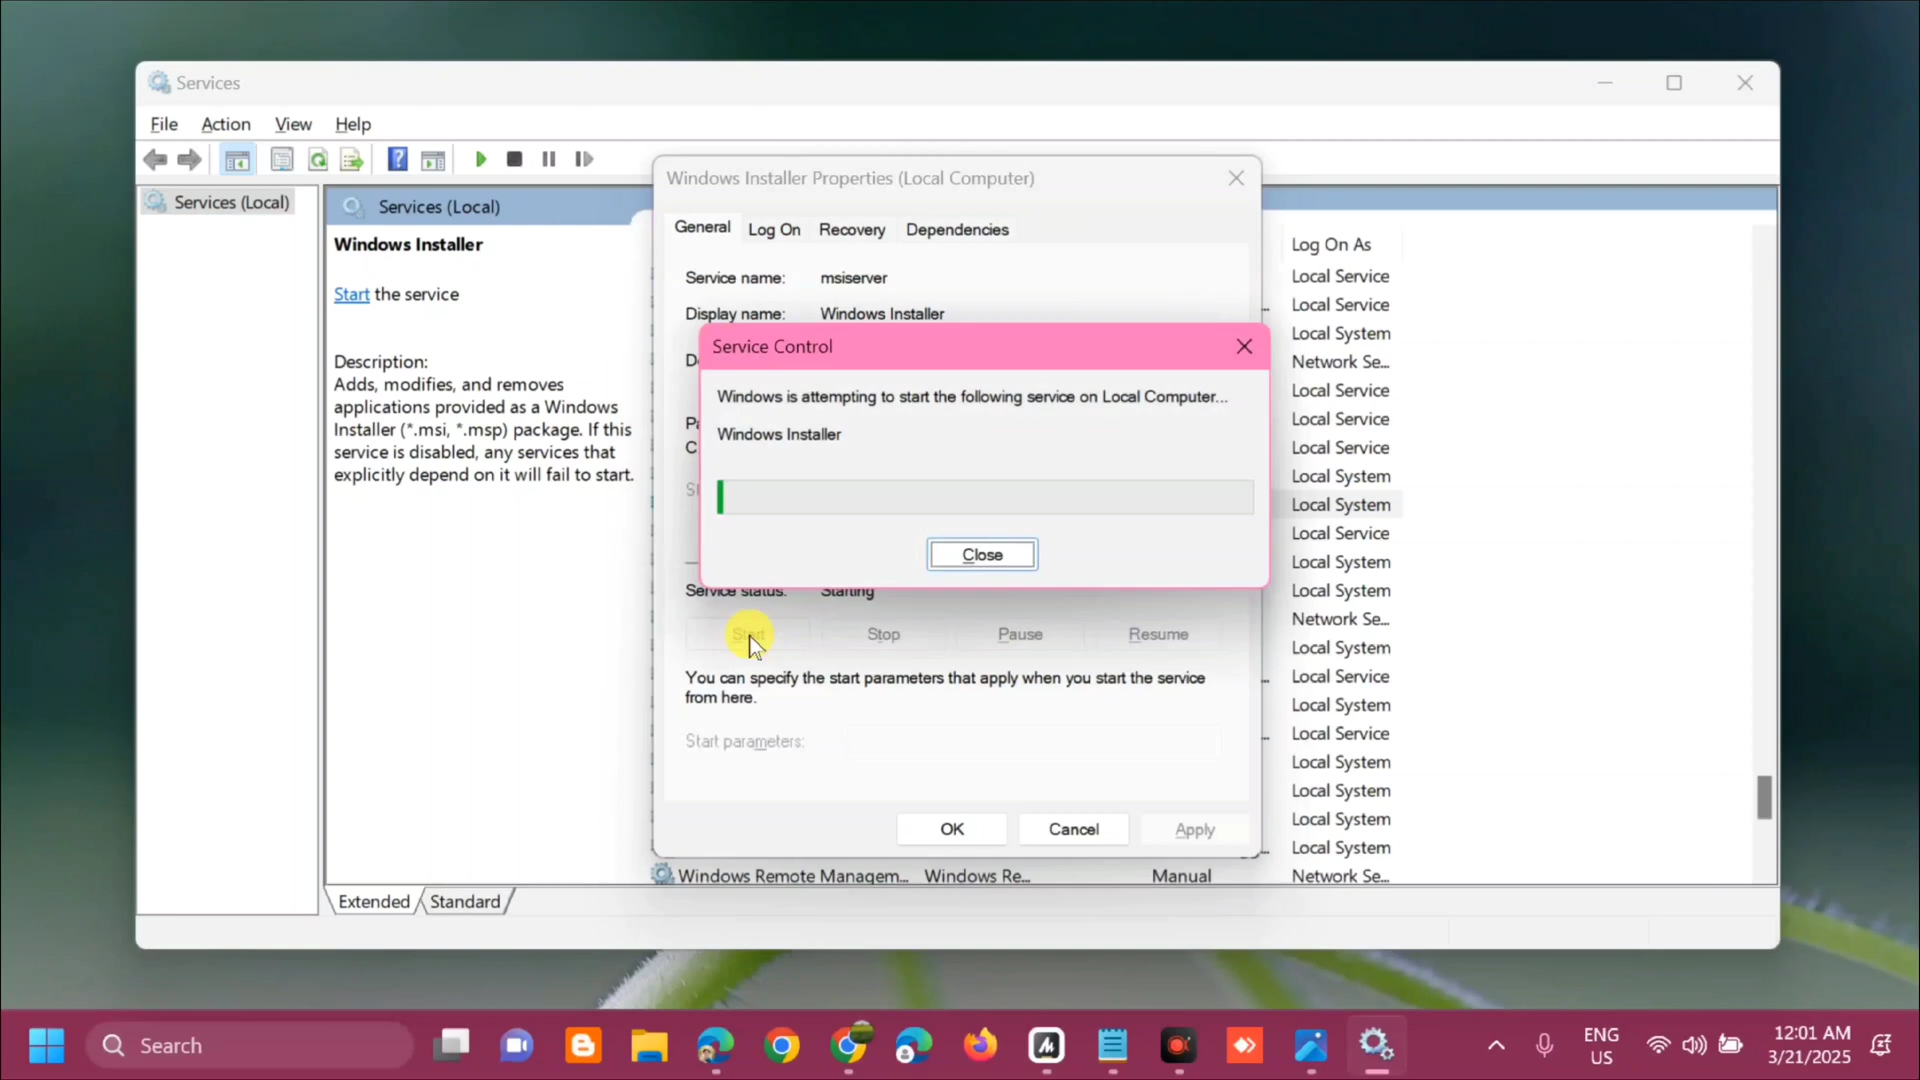 Services
File Action View Help
Services (Local)
Services (Local)
Windows Installer
Start the service
Description:
Adds, modifies, and removes
applications provided as a Windows
Installer (*.msi, *.msp) package. If this
service is disabled, any services that
explicitly depend on it will fail to start.
Windows Installer Properties (Local Computer)
General Log On Recovery Dependencies
Service name: msiserver
Display name: Windows Installer
Service Control
Windows is attempting to start the following service on Local Computer...
Windows Installer
Close
Service status: Starting
Start Stop Pause Resume
You can specify the start parameters that apply when you start the service
from here.
Start parameters:
OK Cancel Apply
Log On As
Local Service
Local Service
Local System
Network Se...
Local Service
Local Service
Local Service
Local System
Local System
Local Service
Local System
Local System
Network Se...
Local System
Local Service
Local System
Local Service
Local System
Local System
Local System
Local System
Windows Remote Managem... Windows Re... Manual Network Se...
Extended Standard
Search
ENG
US
12:01 AM
3/21/2025